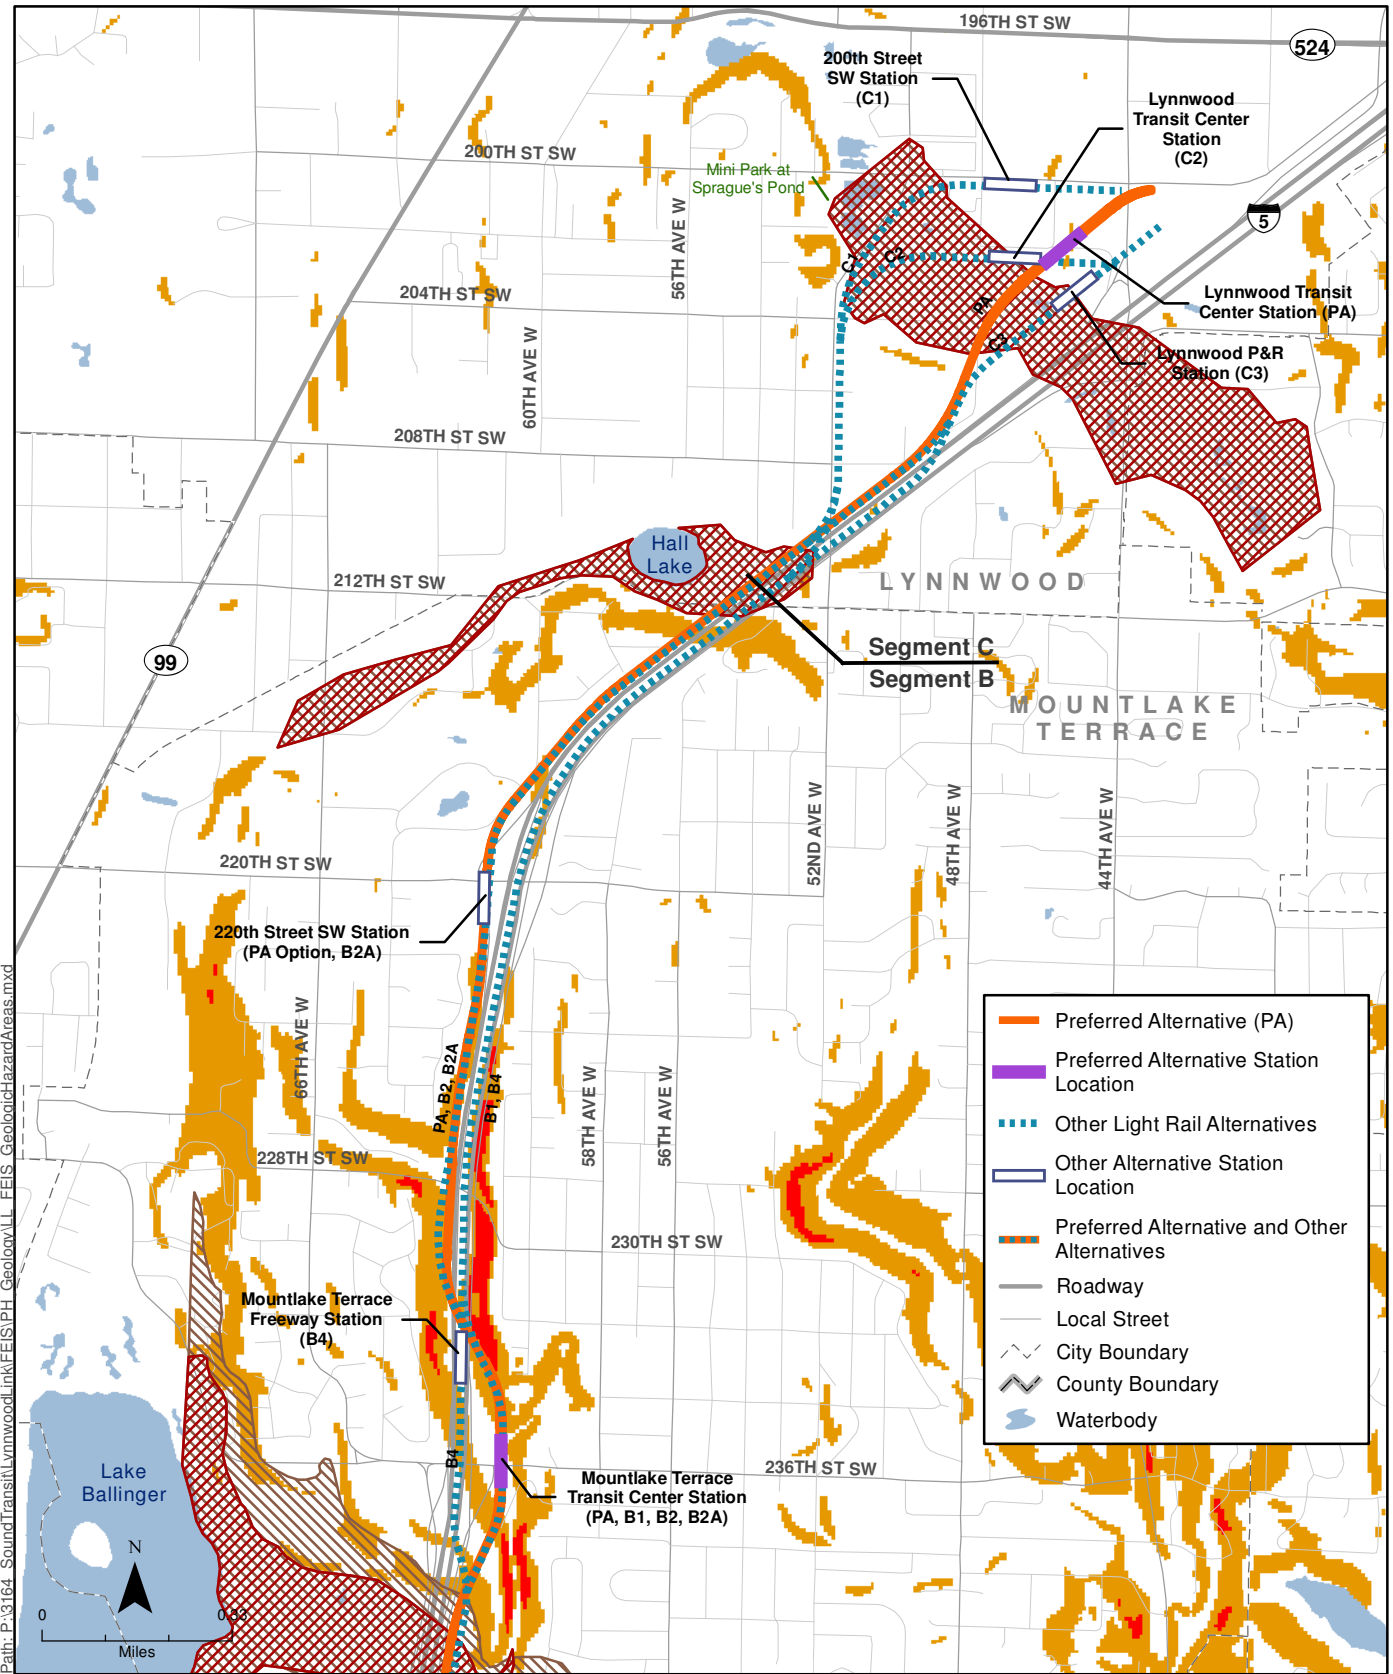 196TH ST SW
524
200th Street
SW Station
(C1)
Lynnwood
Transit Center
Station
(C2)
200TH ST SW
Mini Park at
Sprague's Pond
56TH AVE W
5
C1
C2
204TH ST SW
PA
Lynnwood Transit
Center Station (PA)
60TH AVE W
C3
Lynnwood P&R
Station (C3)
208TH ST SW
Hall
Lake
212TH ST SW
LYNNWOOD
99
Segment C
Segment B
MOUNTLAKE
TERRACE
52ND AVE W
48TH AVE W
44TH AVE W
220TH ST SW
220th Street SW Station
(PA Option, B2A)
66TH AVE W
PA, B2, B2A
B1, B4
58TH AVE W
56TH AVE W
228TH ST SW
230TH ST SW
Mountlake Terrace
Freeway Station
(B4)
B4
236TH ST SW
Lake
Ballinger
Mountlake Terrace
Transit Center Station
(PA, B1, B2, B2A)
N
0
0.33
Miles
Preferred Alternative (PA)
Preferred Alternative Station
Location
Other Light Rail Alternatives
Other Alternative Station
Location
Preferred Alternative and Other
Alternatives
Roadway
Local Street
City Boundary
County Boundary
Waterbody
Path: P:\3164_SoundTransit\LynnwoodLink\FEIS\PH_Geology\LL_FEIS_GeologicHazardAreas.mxd